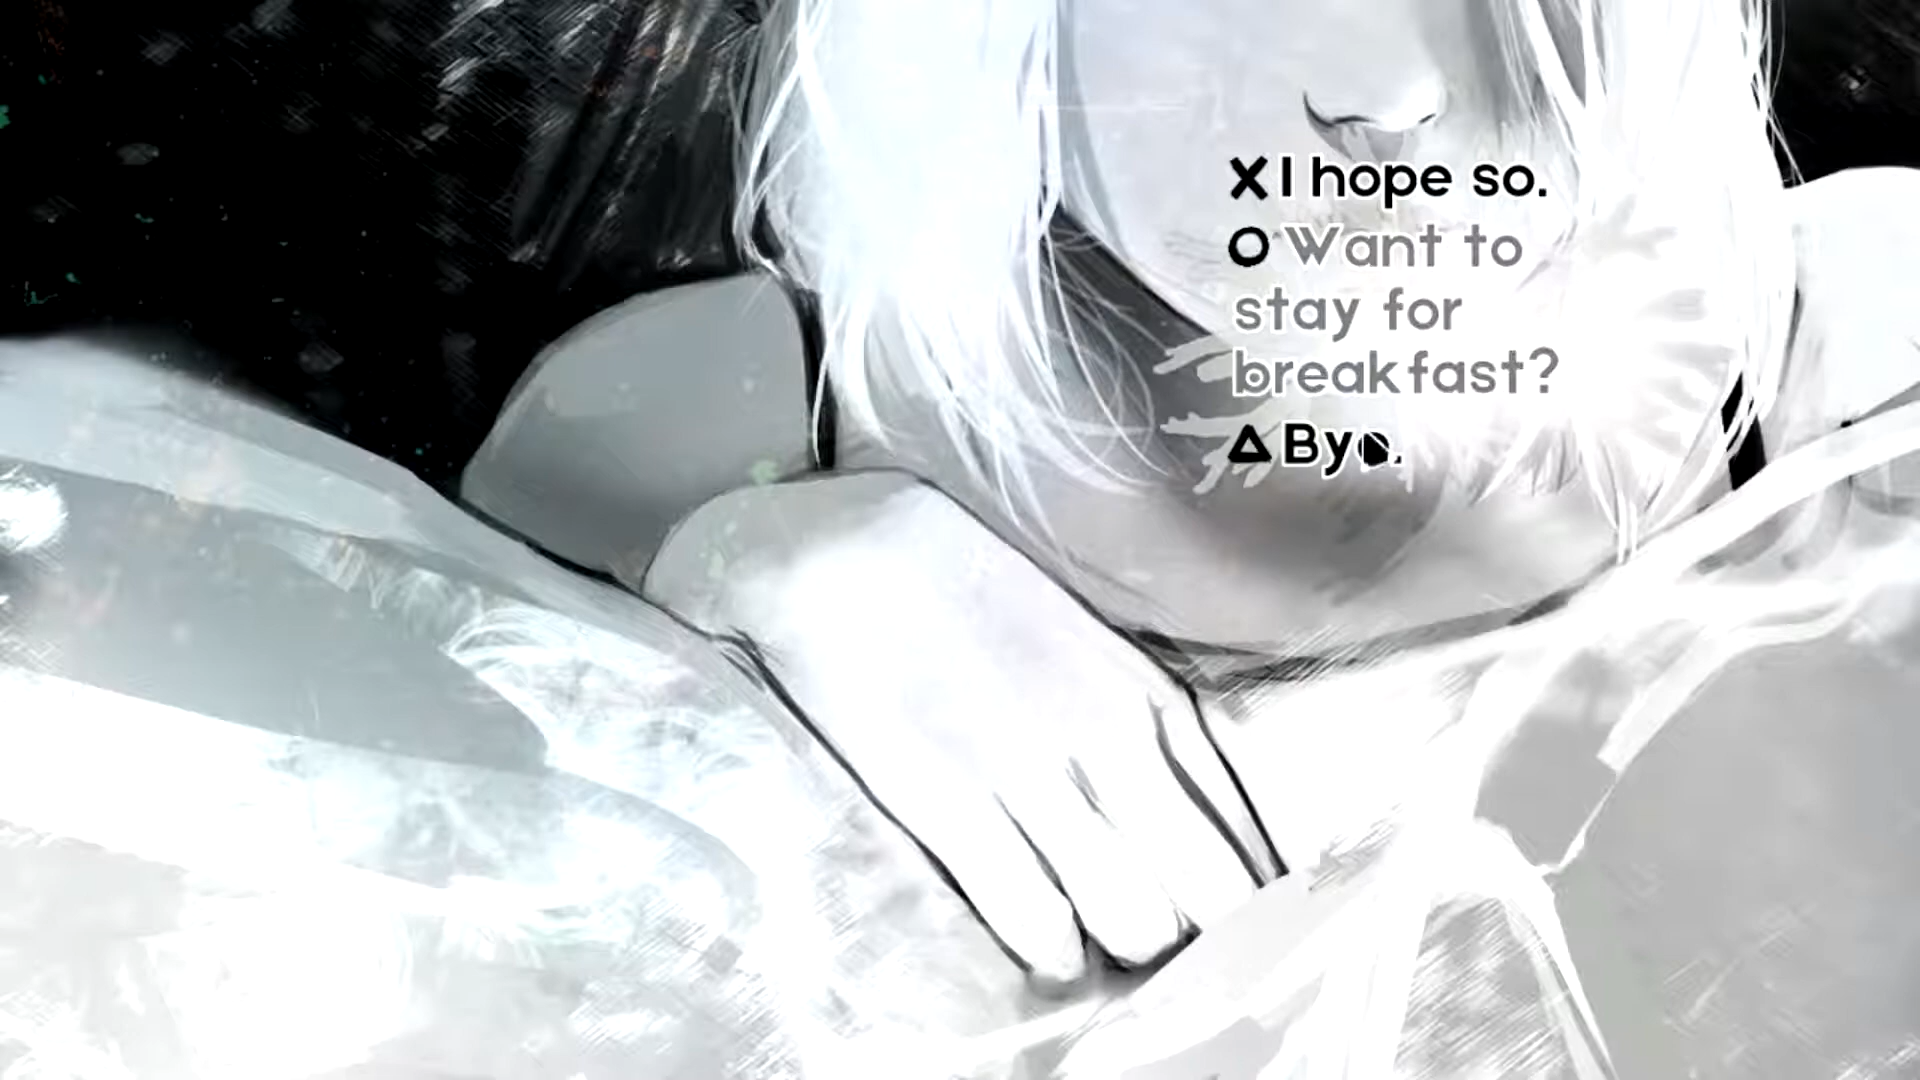 X I hope so.
O Want to
stay for
breakfast?
△ Bye.